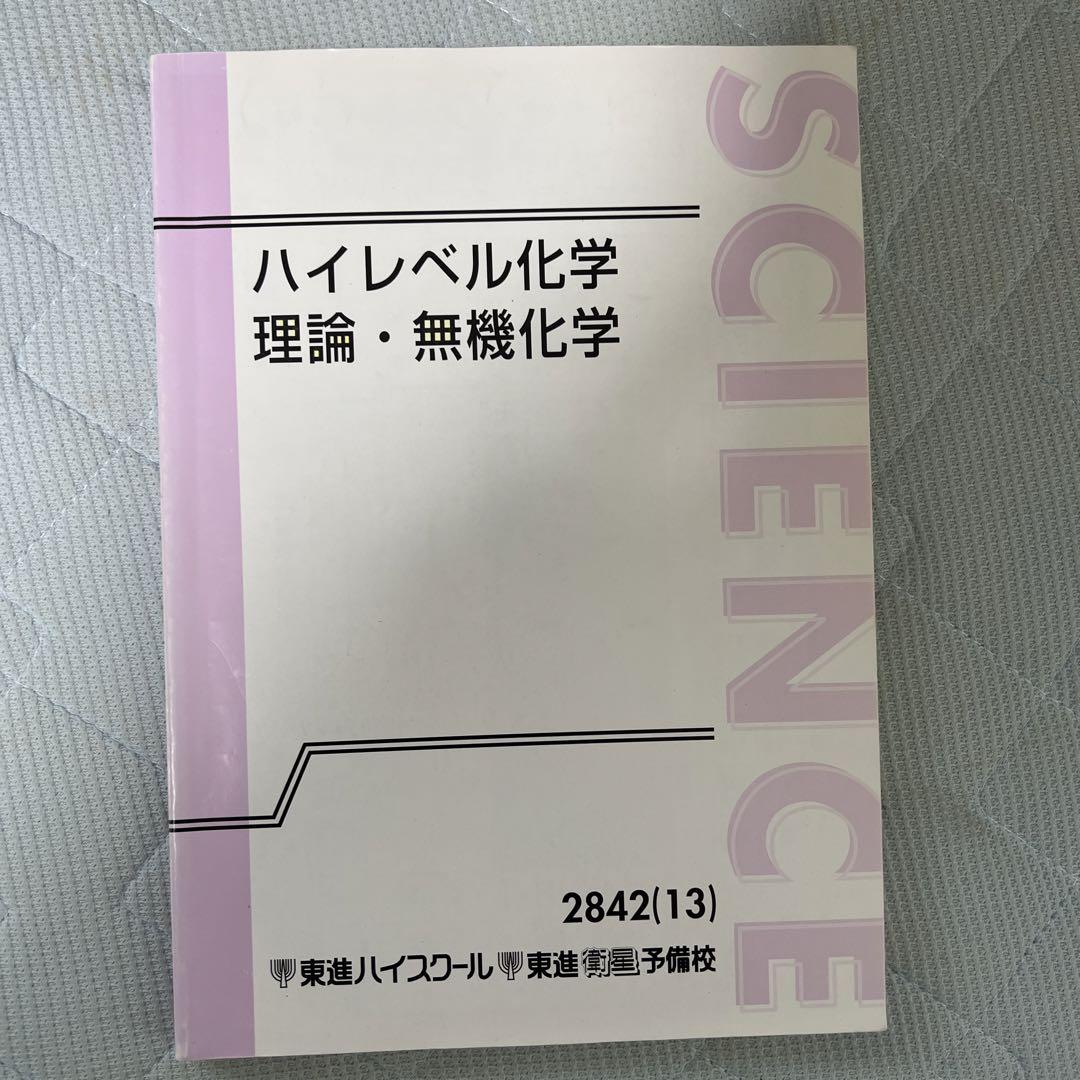 ハイレベル化学
理論・無機化学
SCIENCE
2842(13)
東進ハイスクール 東進衛星予備校